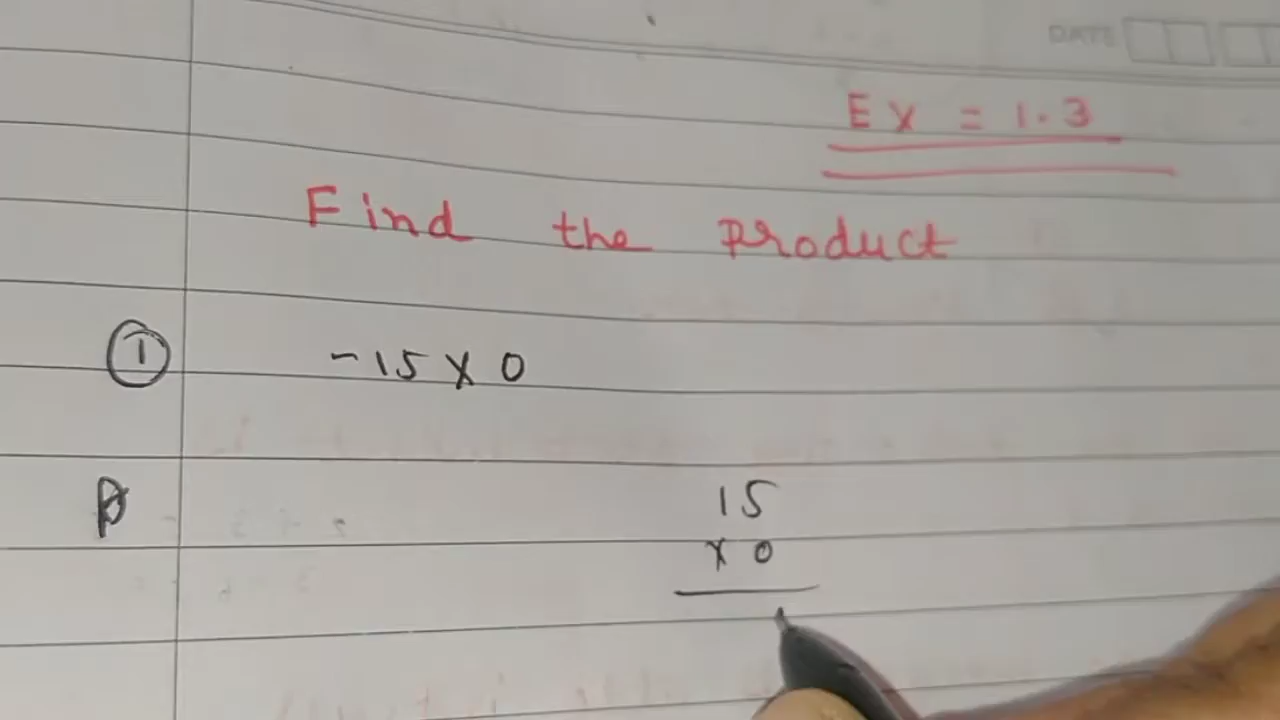 DATE
Ex = 1.3
Find the product
① -15 x 0
15
x 0